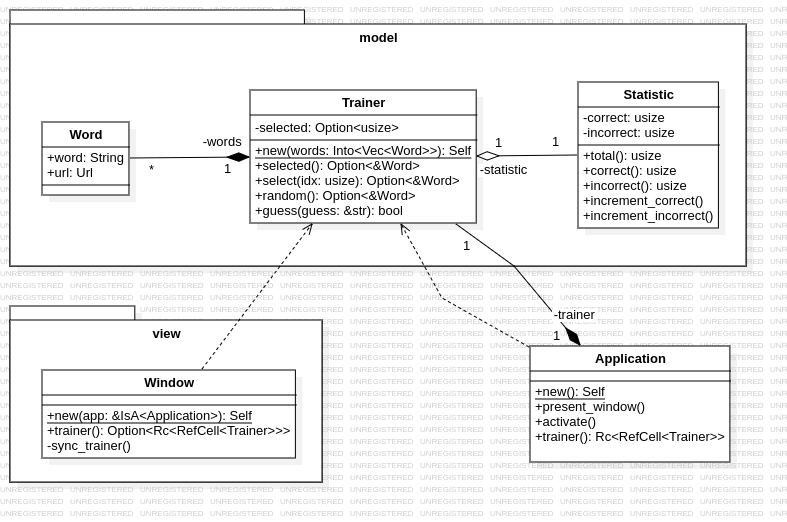 model
Word
+word: String
+url: Url
*
-words
1
Trainer
-selected: Option<usize>
+new(words: Into<Vec<Word>>): Self
+selected(): Option<&Word>
+select(idx: usize): Option<&Word>
+random(): Option<&Word>
+guess(guess: &str): bool
1
1
-statistic
Statistic
-correct: usize
-incorrect: usize
+total(): usize
+correct(): usize
+incorrect(): usize
+increment_correct()
+increment_incorrect()
1
-trainer
1
view
Window
+new(app: &IsA<Application>): Self
+trainer(): Option<Rc<RefCell<Trainer>>>
-sync_trainer()
Application
+new(): Self
+present_window()
+activate()
+trainer(): Rc<RefCell<Trainer>>
UNREGISTERED